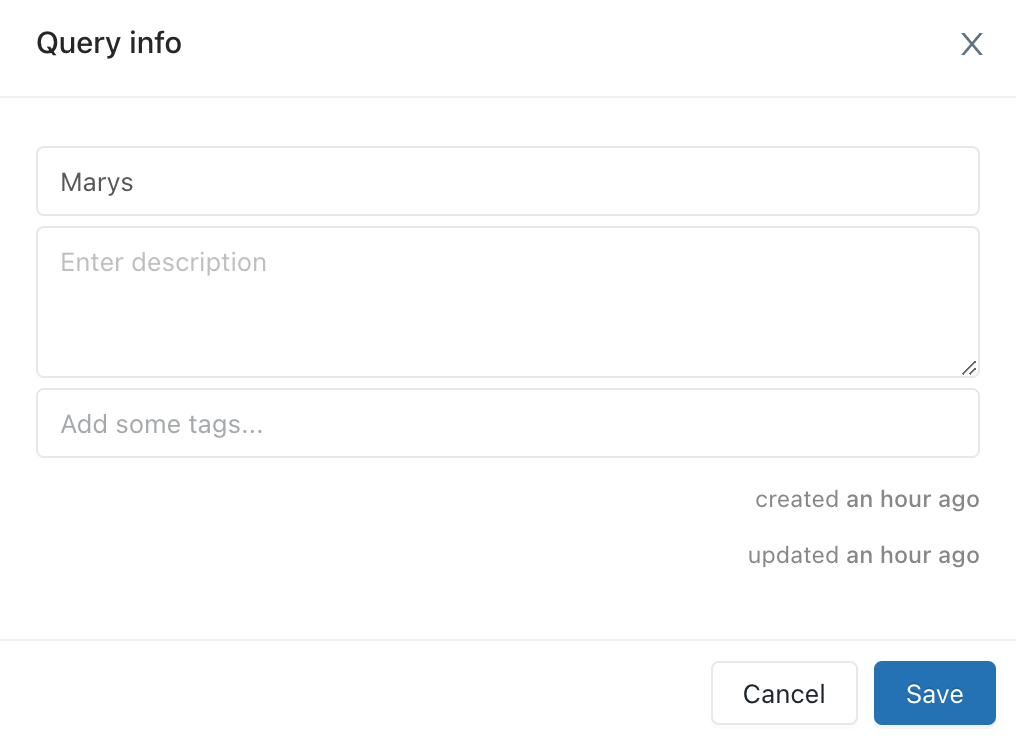 Query info
Marys
Enter description
Add some tags...
created an hour ago
updated an hour ago
Cancel Save